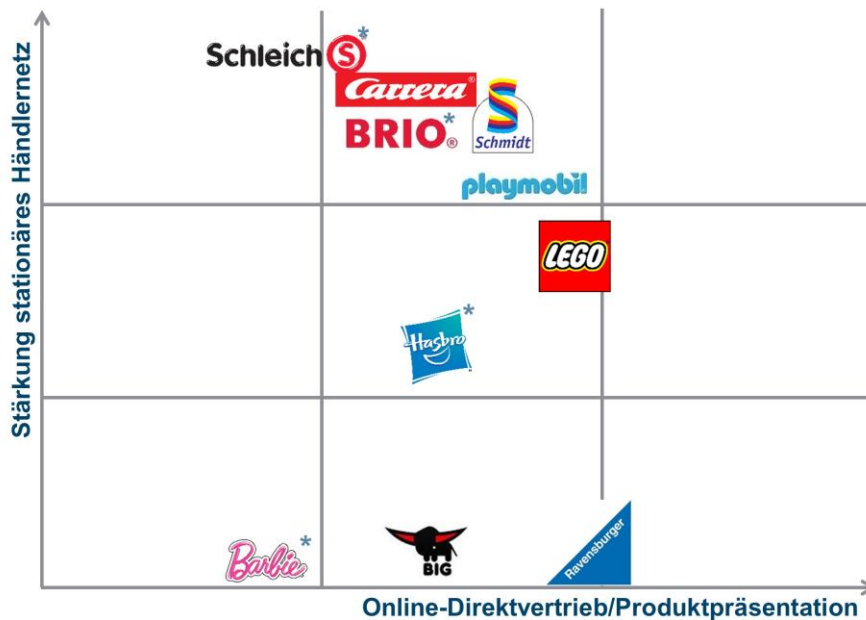 Stärkung stationäres Händlernetz
Schleich S*
Carrera®
BRIO®*
Schmidt
playmobil
LEGO
Hasbro*
Barbie*
BIG
Ravensburger
Online-Direktvertrieb/Produktpräsentation